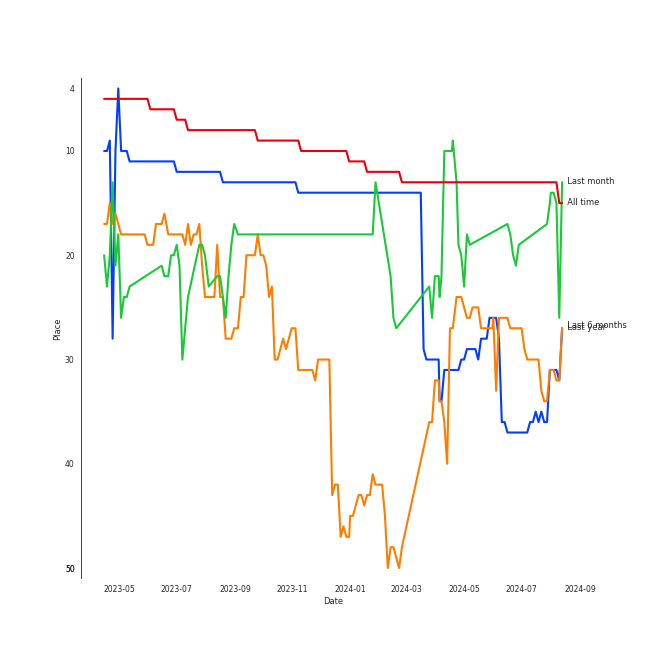 4
10
20
30
40
50
Place
2023-05
2023-07
2023-09
2023-11
2024-01
2024-03
2024-05
2024-07
2024-09
Date
Last month
All time
Last 6 months
Last year